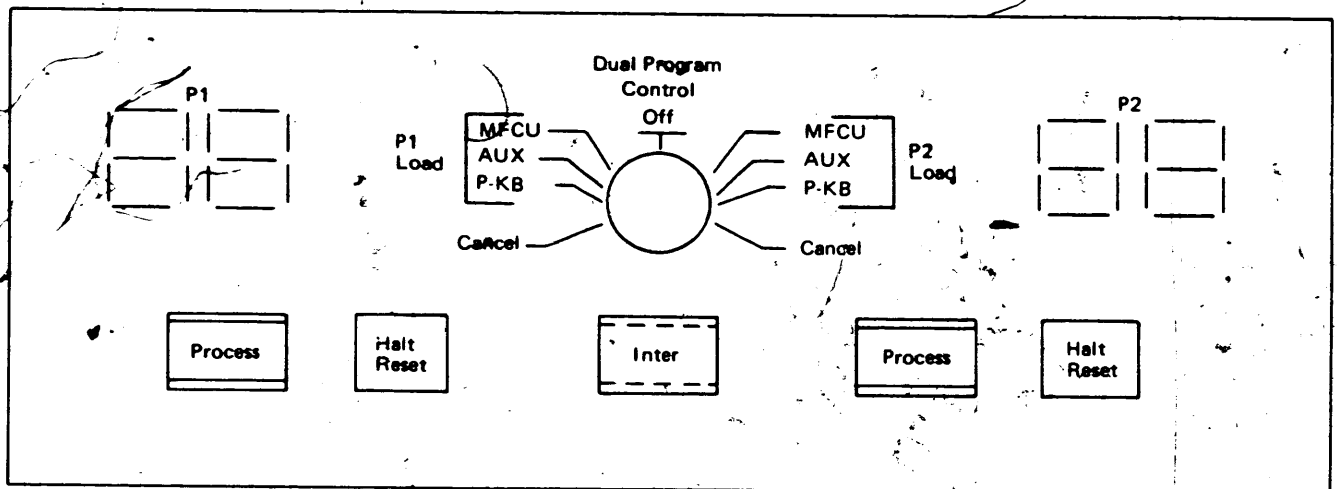 Dual Program
Control
Off
P1
P1
Load
MFCU
AUX
P-KB
Cancel
MFCU
AUX
P-KB
Cancel
P2
Load
P2
Process
Halt
Reset
Inter
Process
Halt
Reset